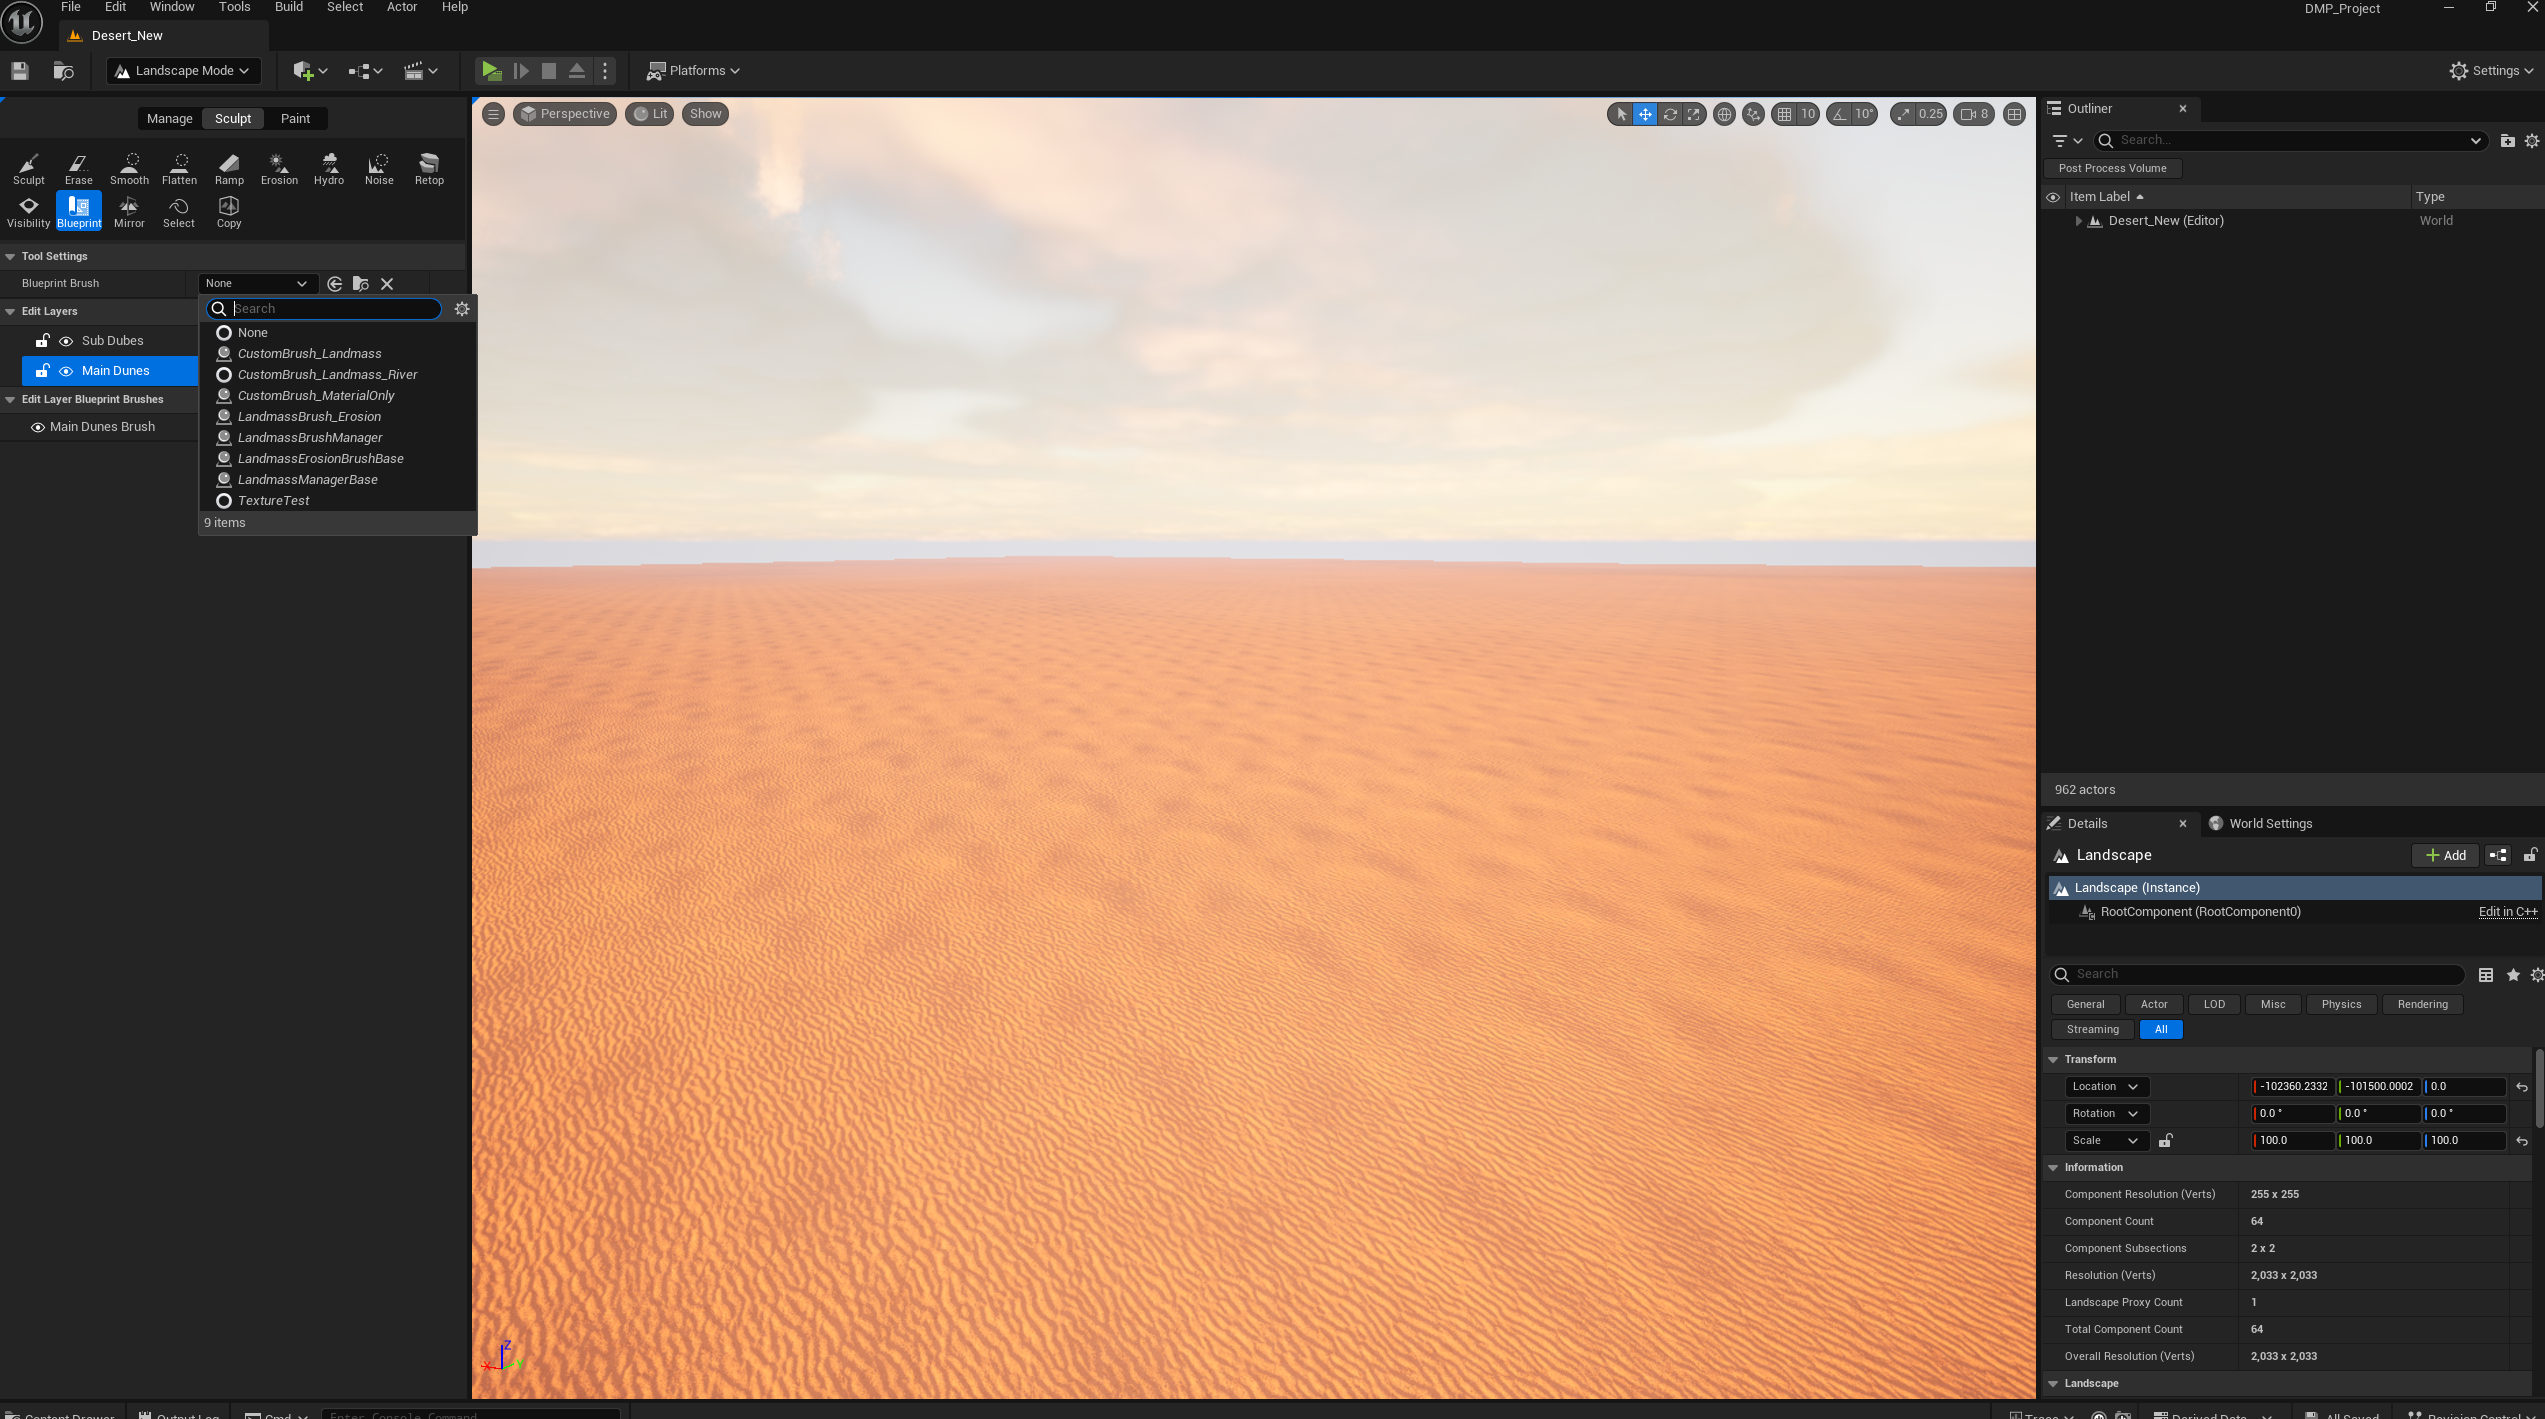 File Edit Window Tools Build Select Actor Help
DMP_Project
Desert_New
Landscape Mode
Platforms
Settings
Manage Sculpt Paint
Sculpt Erase Smooth Flatten Ramp Erosion Hydro Noise Retop
Visibility Blueprint Mirror Select Copy
Tool Settings
Blueprint Brush None
Search
None
CustomBrush_Landmass
CustomBrush_Landmass_River
CustomBrush_MaterialOnly
LandmassBrush_Erosion
LandmassBrushManager
LandmassErosionBrushBase
LandmassManagerBase
TextureTest
9 items
Edit Layers
Sub Dubes
Main Dunes
Edit Layer Blueprint Brushes
Main Dunes Brush
Perspective Lit Show
10 10° 0.25 8
Z
X Y
Outliner
Search...
Post Process Volume
Item Label Type
Desert_New (Editor) World
962 actors
Details World Settings
Landscape Add
Landscape (Instance)
RootComponent (RootComponent0) Edit in C++
Search
General Actor LOD Misc Physics Rendering
Streaming All
Transform
Location -102360.2332 -101500.0002 0.0
Rotation 0.0 ° 0.0 ° 0.0 °
Scale 100.0 100.0 100.0
Information
Component Resolution (Verts) 255 x 255
Component Count 64
Component Subsections 2 x 2
Resolution (Verts) 2,033 x 2,033
Landscape Proxy Count 1
Total Component Count 64
Overall Resolution (Verts) 2,033 x 2,033
Landscape
Content Drawer Output Log Cmd Enter Console Command
Trace Derived Data All Saved Revision Control